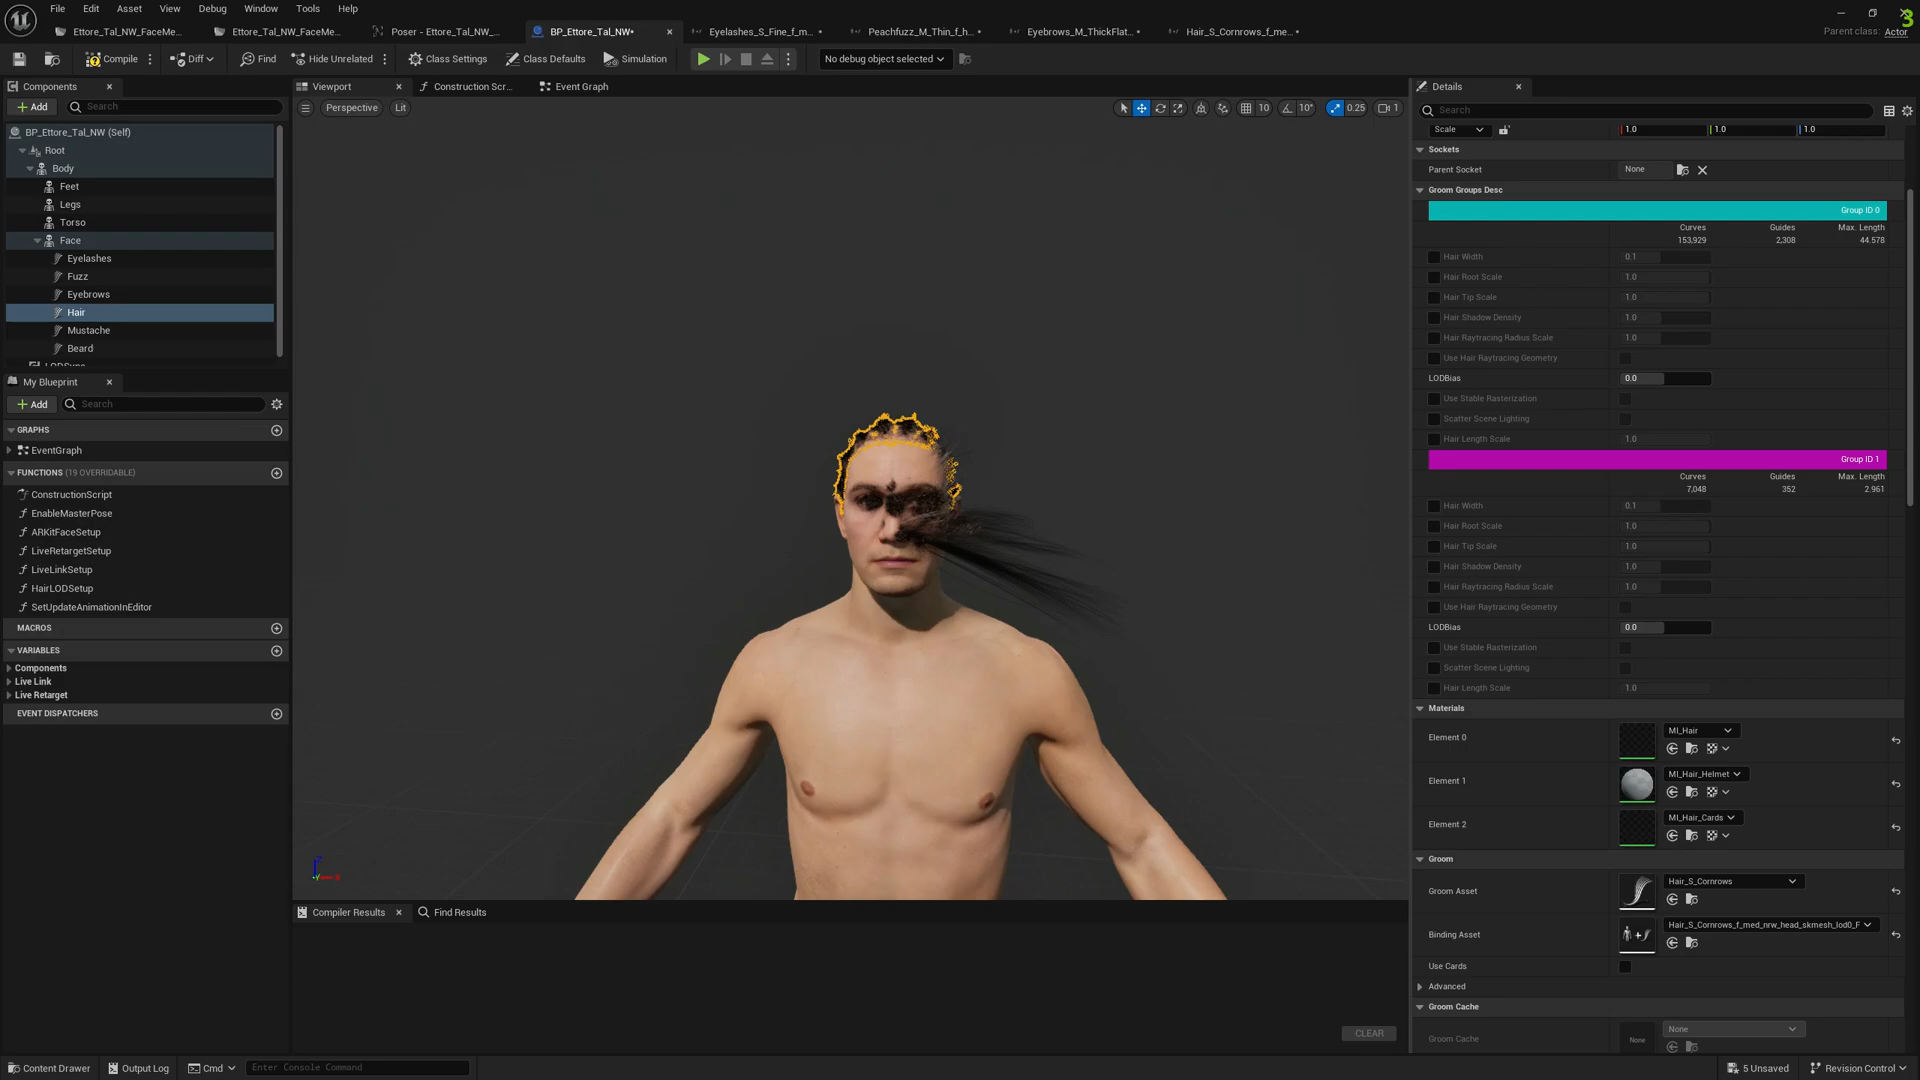 File Edit Asset View Debug Window Tools Help
Ettore_Tal_NW_FaceMe... Ettore_Tal_NW_FaceMe... Poser - Ettore_Tal_NW_... BP_Ettore_Tal_NW• Eyelashes_S_Fine_f_m... • Peachfuzz_M_Thin_f_h... • Eyebrows_M_ThickFlat... • Hair_S_Cornrows_f_me... • Parent class: Actor
3
Compile Diff Find Hide Unrelated Class Settings Class Defaults Simulation No debug object selected
Components
Add Search
BP_Ettore_Tal_NW (Self)
Root
Body
Feet
Legs
Torso
Face
Eyelashes
Fuzz
Eyebrows
Hair
Mustache
Beard
My Blueprint
Add Search
GRAPHS
EventGraph
FUNCTIONS (19 OVERRIDABLE)
ConstructionScript
EnableMasterPose
ARKitFaceSetup
LiveRetargetSetup
LiveLinkSetup
HairLODSetup
SetUpdateAnimationInEditor
MACROS
VARIABLES
Components
Live Link
Live Retarget
EVENT DISPATCHERS
Viewport Construction Scr... Event Graph
Perspective Lit 10 10° 0.25 1
Compiler Results Find Results
CLEAR
Details
Search
Scale 1.0 1.0 1.0
Sockets
Parent Socket None
Groom Groups Desc
Group ID 0
Curves Guides Max. Length
153,929 2,308 44.578
Hair Width 0.1
Hair Root Scale 1.0
Hair Tip Scale 1.0
Hair Shadow Density 1.0
Hair Raytracing Radius Scale 1.0
Use Hair Raytracing Geometry
LODBias 0.0
Use Stable Rasterization
Scatter Scene Lighting
Hair Length Scale 1.0
Group ID 1
Curves Guides Max. Length
7,048 352 2.961
Hair Width 0.1
Hair Root Scale 1.0
Hair Tip Scale 1.0
Hair Shadow Density 1.0
Hair Raytracing Radius Scale 1.0
Use Hair Raytracing Geometry
LODBias 0.0
Use Stable Rasterization
Scatter Scene Lighting
Hair Length Scale 1.0
Materials
Element 0 MI_Hair
Element 1 MI_Hair_Helmet
Element 2 MI_Hair_Cards
Groom
Groom Asset Hair_S_Cornrows
Binding Asset Hair_S_Cornrows_f_med_nrw_head_skmesh_lod0_F
Use Cards
Advanced
Groom Cache
Groom Cache None None
Content Drawer Output Log Cmd Enter Console Command 5 Unsaved Revision Control